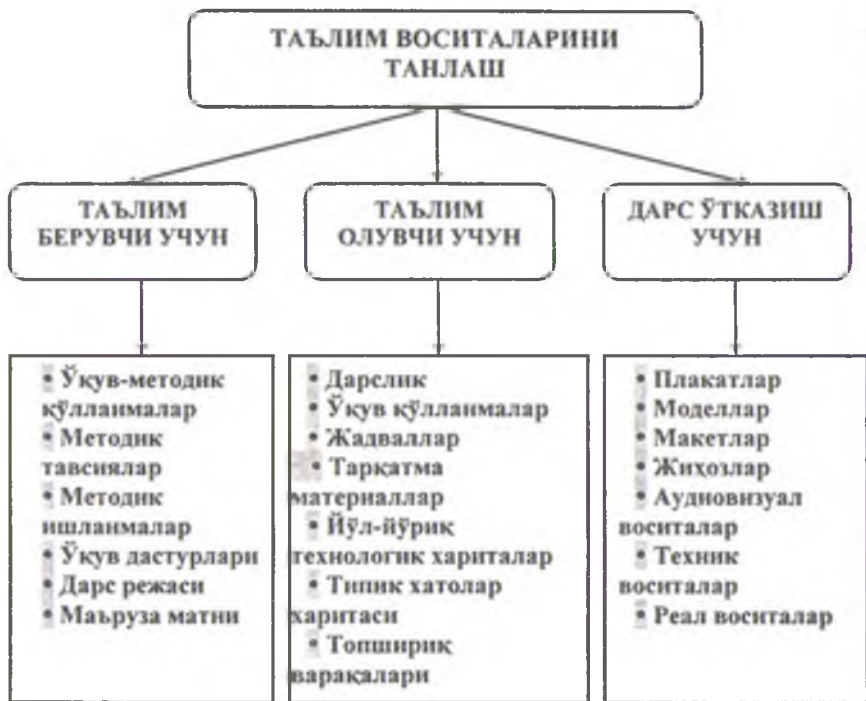 ТАЪЛИМ ВОСИТАЛАРИНИ
ТАНЛАШ
ТАЪЛИМ
БЕРУВЧИ УЧУН
ТАЪЛИМ
ОЛУВЧИ УЧУН
ДАРС ЎТКАЗИШ
УЧУН
• Ўқув-методик
қўлланмалар
• Методик
тавсиялар
• Методик
ишланмалар
• Ўқув дастурлари
• Дарс режаси
• Маъруза матни
• Дарслик
• Ўқув қўлланмалар
• Жадваллар
• Тарқатма
материаллар
• Йўл-йўриқ
технологик хариталар
• Типик хатолар
харитаси
• Топшириқ
варақалари
• Плакатлар
• Моделлар
• Макетлар
• Жиҳозлар
• Аудиовизуал
воситалар
• Техник
воситалар
• Реал воситалар